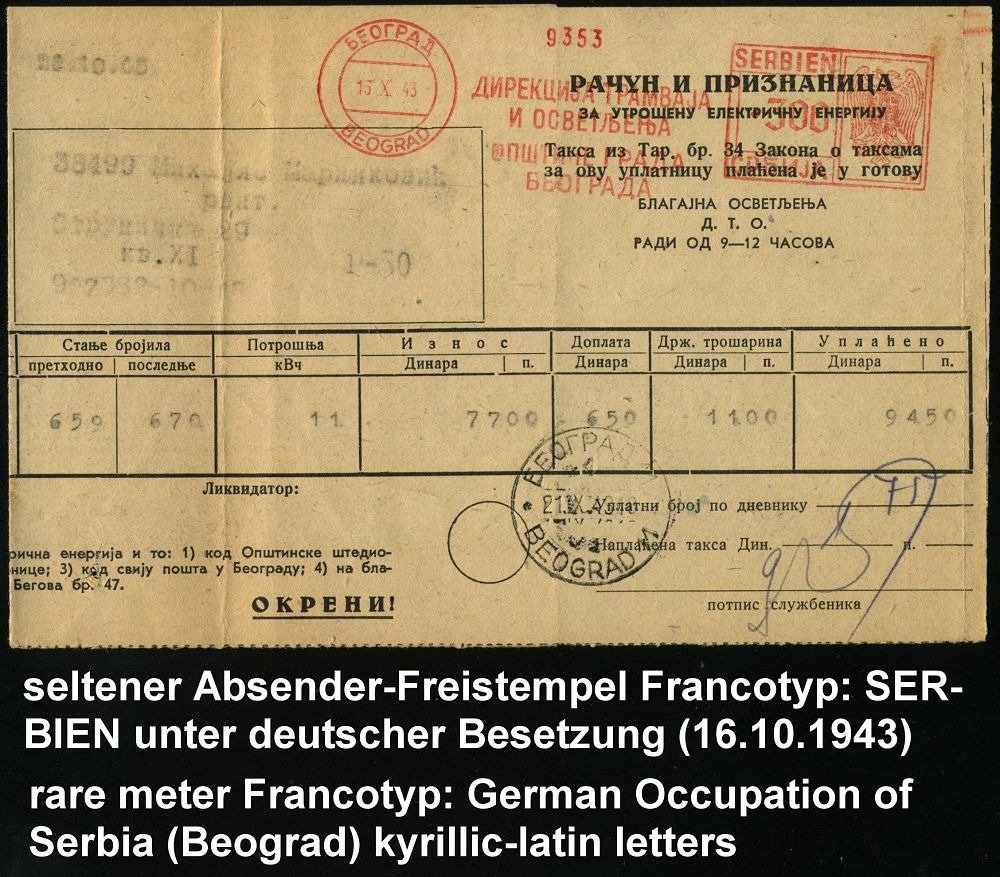 9353
БЕОГРАД
15 X 43
BEOGRAD
ДИРЕКЦИЈА ТРАМВАЈА
И ОСВЕТЉЕЊА
ОПШТИНЕ ГРАДА
БЕОГРАДА
SERBIEN
300
СРБИЈА
РАЧУН И ПРИЗНАНИЦА
ЗА УТРОШЕНУ ЕЛЕКТРИЧНУ ЕНЕРГИЈУ
Такса из Тар. бр. 34 Закона о таксама
за ову уплатницу плаћена је у готову
БЛАГАЈНА ОСВЕТЉЕЊА
Д. Т. О.
РАДИ ОД 9—12 ЧАСОВА
38499
кв.XI
Стање бројила Потрошња Износ Доплата Држ. трошарина Уплаћено
претходно последње кВч Динара п. Динара Динара п. Динара п.
659 670 11. 7700 650 1100 9450
Ликвидатор:
БЕОГРАД
BEOGRAD
Уплатни број по дневнику
Наплаћена такса Дин. п.
рична енергија и то: 1) код Општинске штедио-
нице; 3) код свију пошта у Београду; 4) на бла-
Бегова бр. 47.
ОКРЕНИ!
потпис службеника
seltener Absender-Freistempel Francotyp: SER-
BIEN unter deutscher Besetzung (16.10.1943)
rare meter Francotyp: German Occupation of
Serbia (Beograd) kyrillic-latin letters